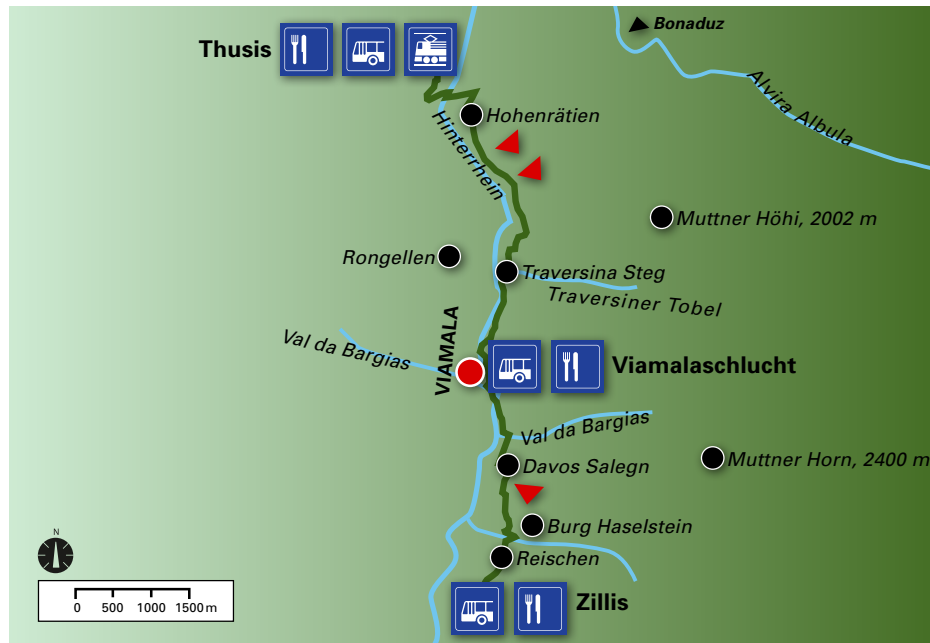 Bonaduz
Thusis
Alvira Albula
Hohenrätien
Hinterrhein
Muttner Höhi, 2002 m
Rongellen
Traversina Steg
Traversiner Tobel
Val da Bargias
VIAMALA
Viamalaschlucht
Val da Bargias
Davos Salegn
Muttner Horn, 2400 m
Burg Haselstein
N
Reischen
Zillis
0 500 1000 1500 m